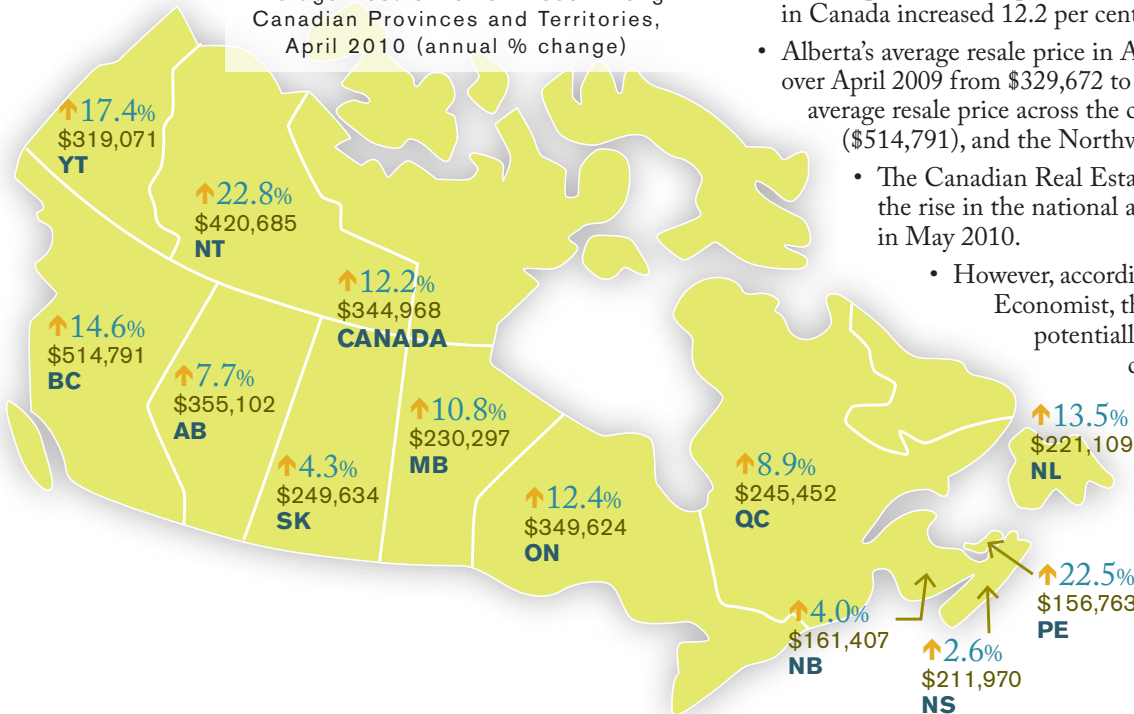 Canadian Provinces and Territories,
April 2010 (annual % change)
in Canada increased 12.2 per cent
• Alberta's average resale price in A
over April 2009 from $329,672 to
average resale price across the c
($514,791), and the Northw
• The Canadian Real Esta
the rise in the national a
in May 2010.
• However, accordi
Economist, th
potentially
17.4%
$319,071
YT
22.8%
$420,685
NT
12.2%
$344,968
CANADA
14.6%
$514,791
BC
7.7%
$355,102
AB
4.3%
$249,634
SK
10.8%
$230,297
MB
12.4%
$349,624
ON
8.9%
$245,452
QC
13.5%
$221,109
NL
22.5%
$156,763
PE
4.0%
$161,407
NB
2.6%
$211,970
NS